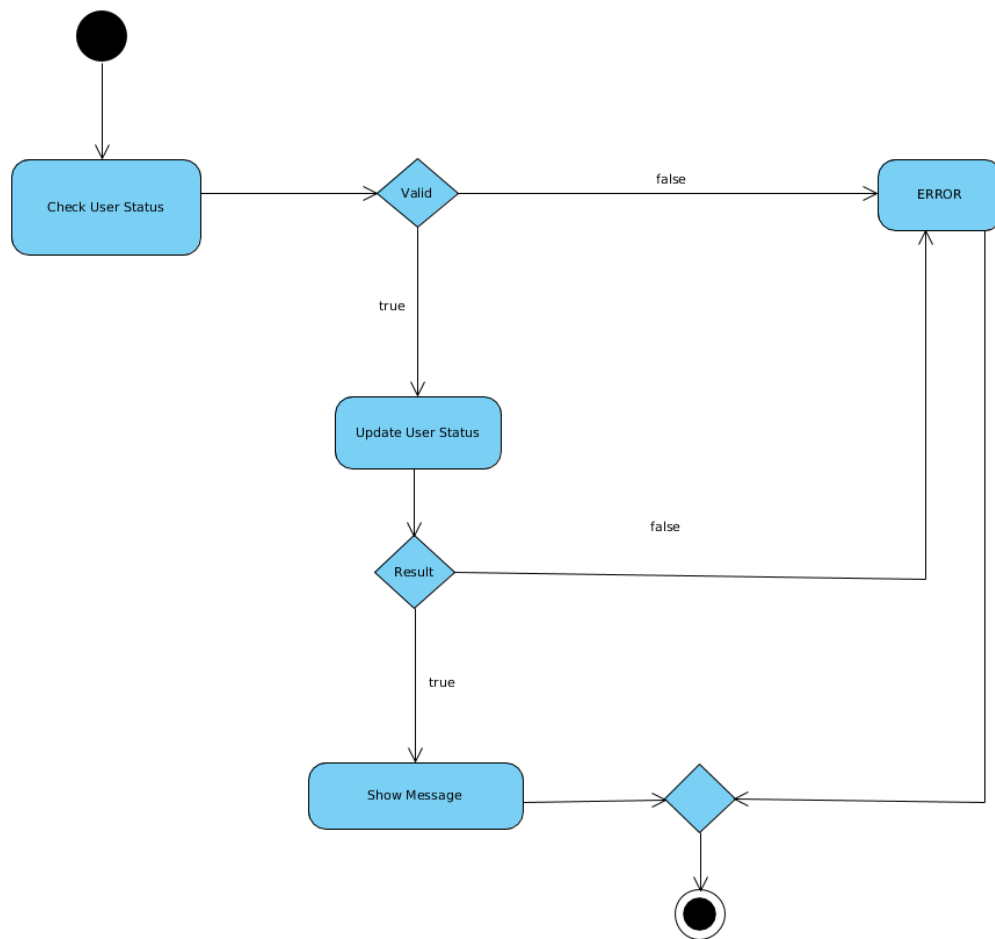 Check User Status
Valid
false
ERROR
true
Update User Status
Result
false
true
Show Message